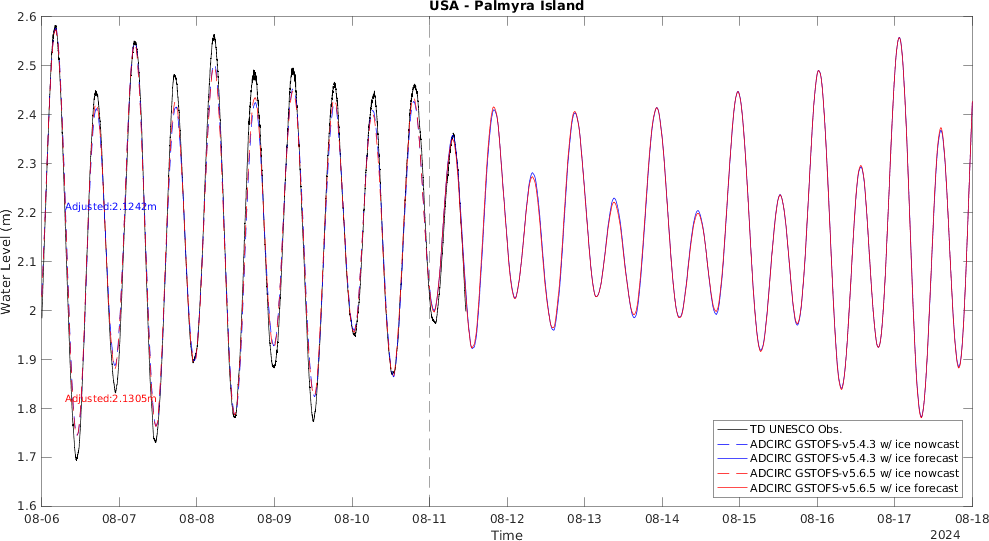 USA - Palmyra Island
2.6
2.5
2.4
2.3
2.2
2.1
2
1.9
1.8
1.7
1.6
Water Level (m)
Adjusted:2.1242m
Adjusted:2.1305m
TD UNESCO Obs.
ADCIRC GSTOFS-v5.4.3 w/ ice nowcast
ADCIRC GSTOFS-v5.4.3 w/ ice forecast
ADCIRC GSTOFS-v5.6.5 w/ ice nowcast
ADCIRC GSTOFS-v5.6.5 w/ ice forecast
08-06 08-07 08-08 08-09 08-10 08-11 08-12 08-13 08-14 08-15 08-16 08-17 08-18
Time
2024